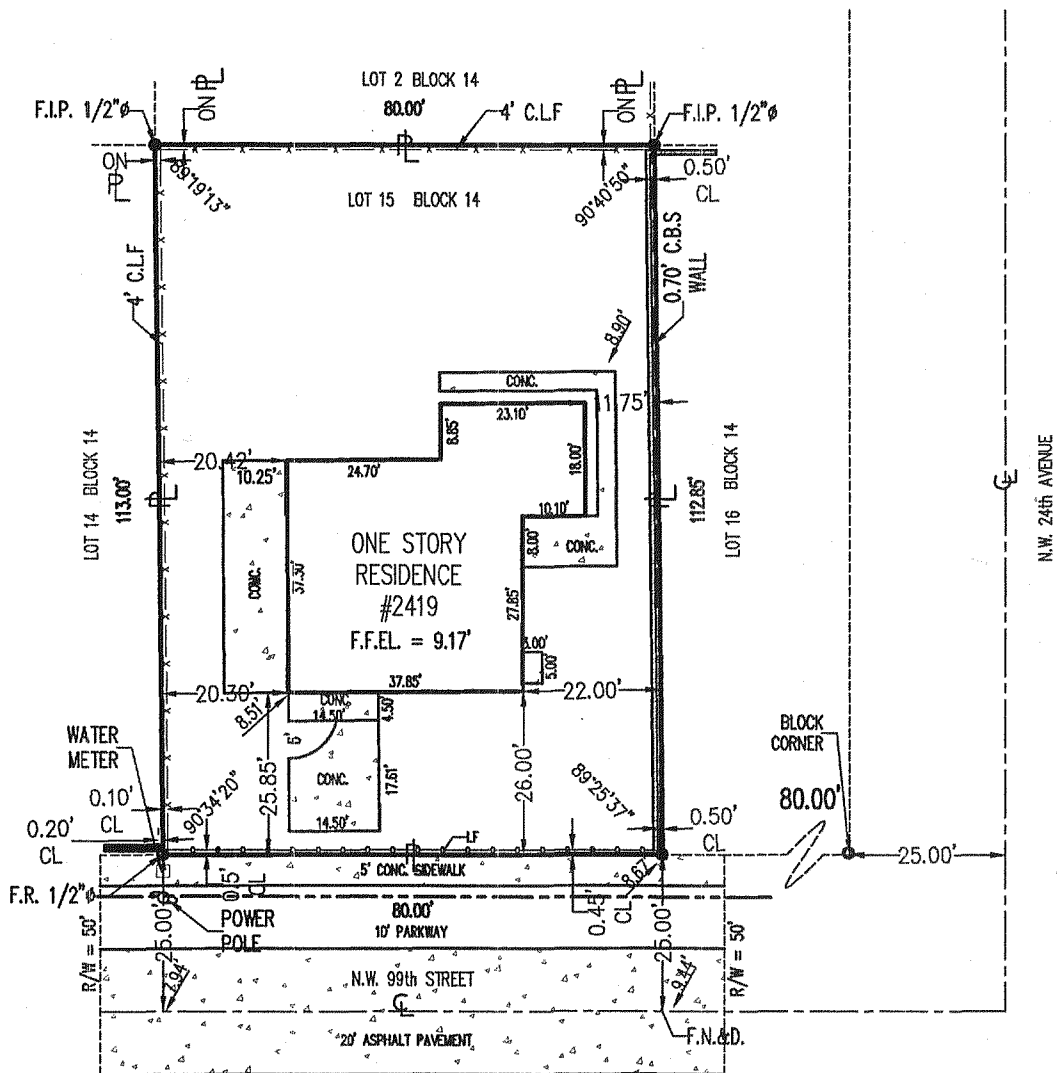 LOT 2 BLOCK 14
80.00'
F.I.P. 1/2"ø
ON ⅊
4' C.L.F
ON ⅊
F.I.P. 1/2"ø
ON
⅊
89°19'13"
⅊
LOT 15 BLOCK 14
90°40'50"
0.50'
CL
4' C.L.F
0.70' C.B.S
WALL
8.90'
CONC.
23.10'
11.75'
8.85'
18.00'
20.42'
10.25'
24.70'
10.10'
LOT 14 BLOCK 14
113.00'
⅊
⅊
112.85'
LOT 16 BLOCK 14
℄
N.W. 24th AVENUE
8.00'
CONC.
CONC.
37.30'
ONE STORY
RESIDENCE
#2419
F.F.EL. = 9.17'
27.85'
5.00'
37.85'
20.30'
22.00'
8.51'
CONC.
14.50'
4.50'
WATER
METER
6'
CONC.
17.61'
14.50'
25.85'
26.00'
BLOCK
CORNER
80.00'
25.00'
0.10'
CL
90°34'20"
89°25'37"
0.50'
CL
0.20'
CL
LF
⅊
5' CONC. SIDEWALK
8.67'
F.R. 1/2"ø
0.5'
CL
0.45'
CL
POWER
POLE
80.00'
10' PARKWAY
R/W = 50'
25.00'
7.94'
25.00'
R/W = 50'
N.W. 99th STREET
℄
F.N.&D.
20' ASPHALT PAVEMENT